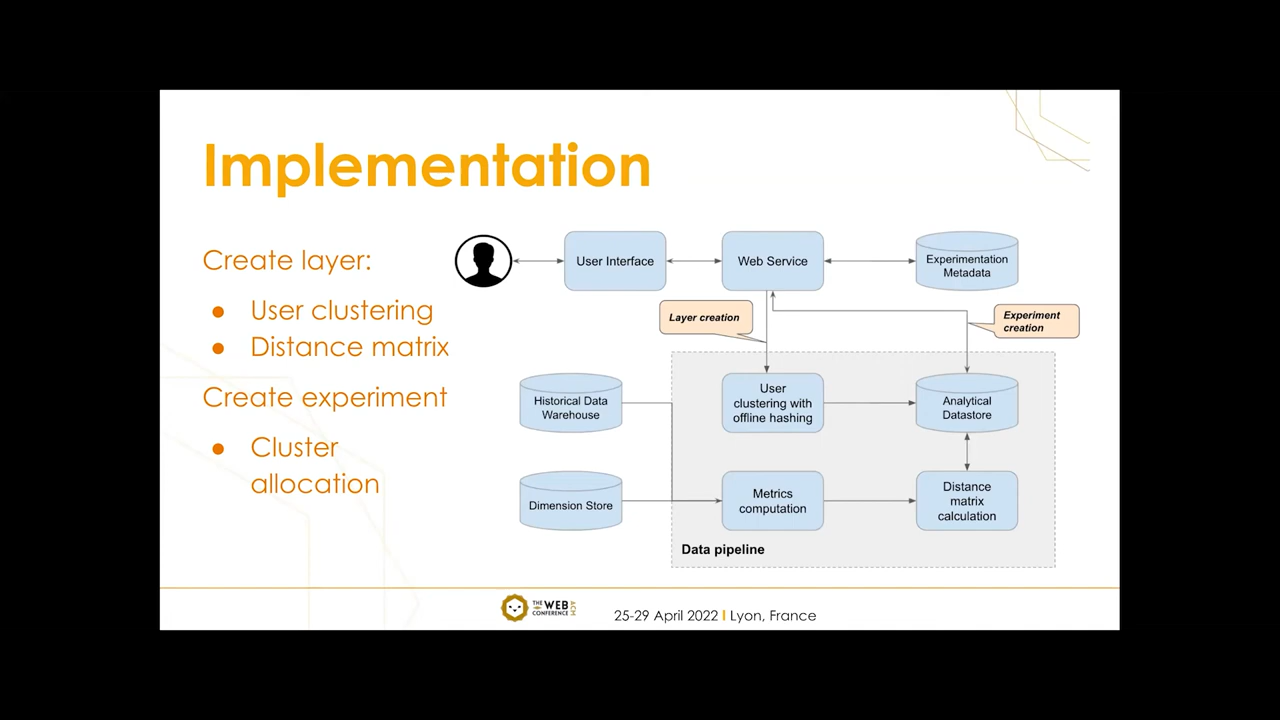 Implementation
Create layer:
● User clustering
● Distance matrix
Create experiment
● Cluster
allocation
User Interface
Web Service
Experimentation
Metadata
Layer creation
Experiment
creation
Historical Data
Warehouse
User
clustering with
offline hashing
Analytical
Datastore
Dimension Store
Metrics
computation
Distance
matrix
calculation
Data pipeline
THE WEB
CONFERENCE
ACM
25-29 April 2022 I Lyon, France